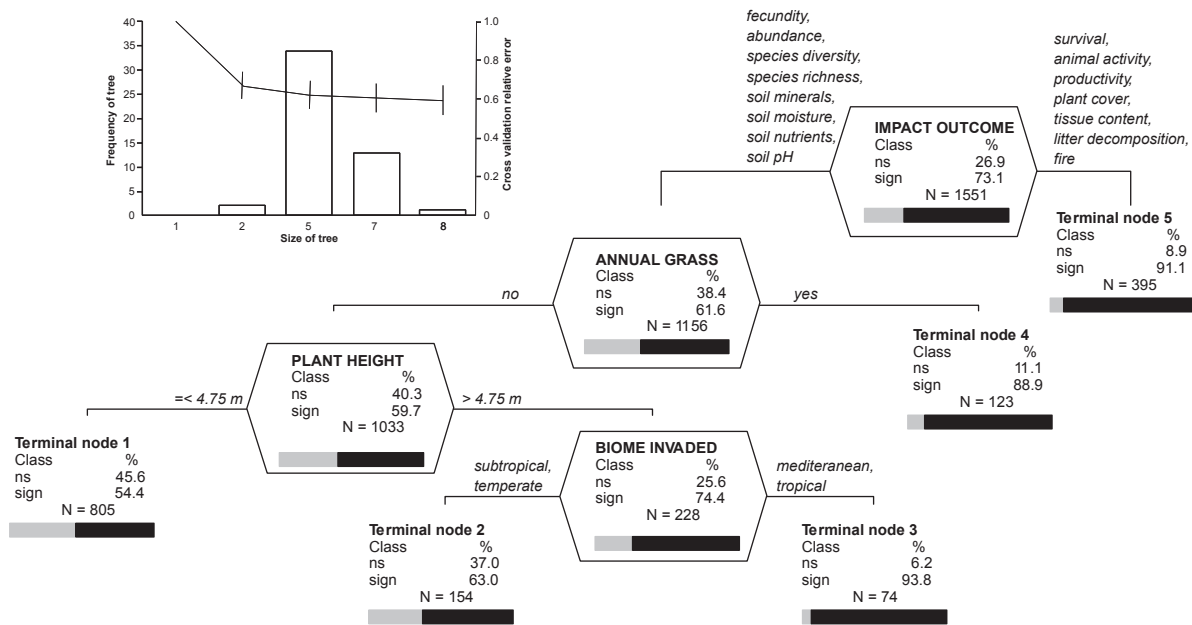 40
35
30
25
20
15
10
5
0
Frequency of tree
1.0
0.8
0.6
0.4
0.2
0
Cross validation relative error
1 2 5 7 8
Size of tree
fecundity,
abundance,
species diversity,
species richness,
soil minerals,
soil moisture,
soil nutrients,
soil pH
IMPACT OUTCOME
Class %
ns 26.9
sign 73.1
N = 1551
survival,
animal activity,
productivity,
plant cover,
tissue content,
litter decomposition,
fire
Terminal node 5
Class %
ns 8.9
sign 91.1
N = 395
ANNUAL GRASS
Class %
ns 38.4
sign 61.6
N = 1156
no
yes
Terminal node 4
Class %
ns 11.1
sign 88.9
N = 123
PLANT HEIGHT
Class %
ns 40.3
sign 59.7
N = 1033
=< 4.75 m
> 4.75 m
Terminal node 1
Class %
ns 45.6
sign 54.4
N = 805
BIOME INVADED
Class %
ns 25.6
sign 74.4
N = 228
subtropical,
temperate
mediteranean,
tropical
Terminal node 2
Class %
ns 37.0
sign 63.0
N = 154
Terminal node 3
Class %
ns 6.2
sign 93.8
N = 74